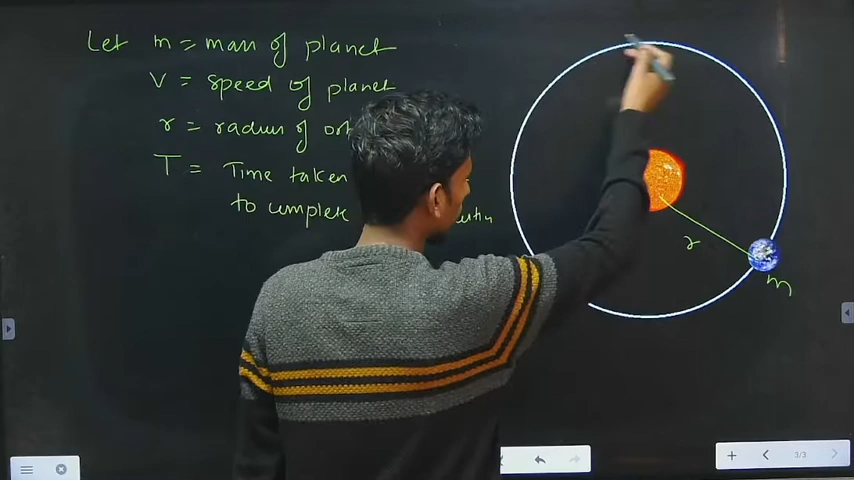 Let m = mass of planet
V = speed of planet
r = radius of
T = Time taken
to complete
r
m
3/3